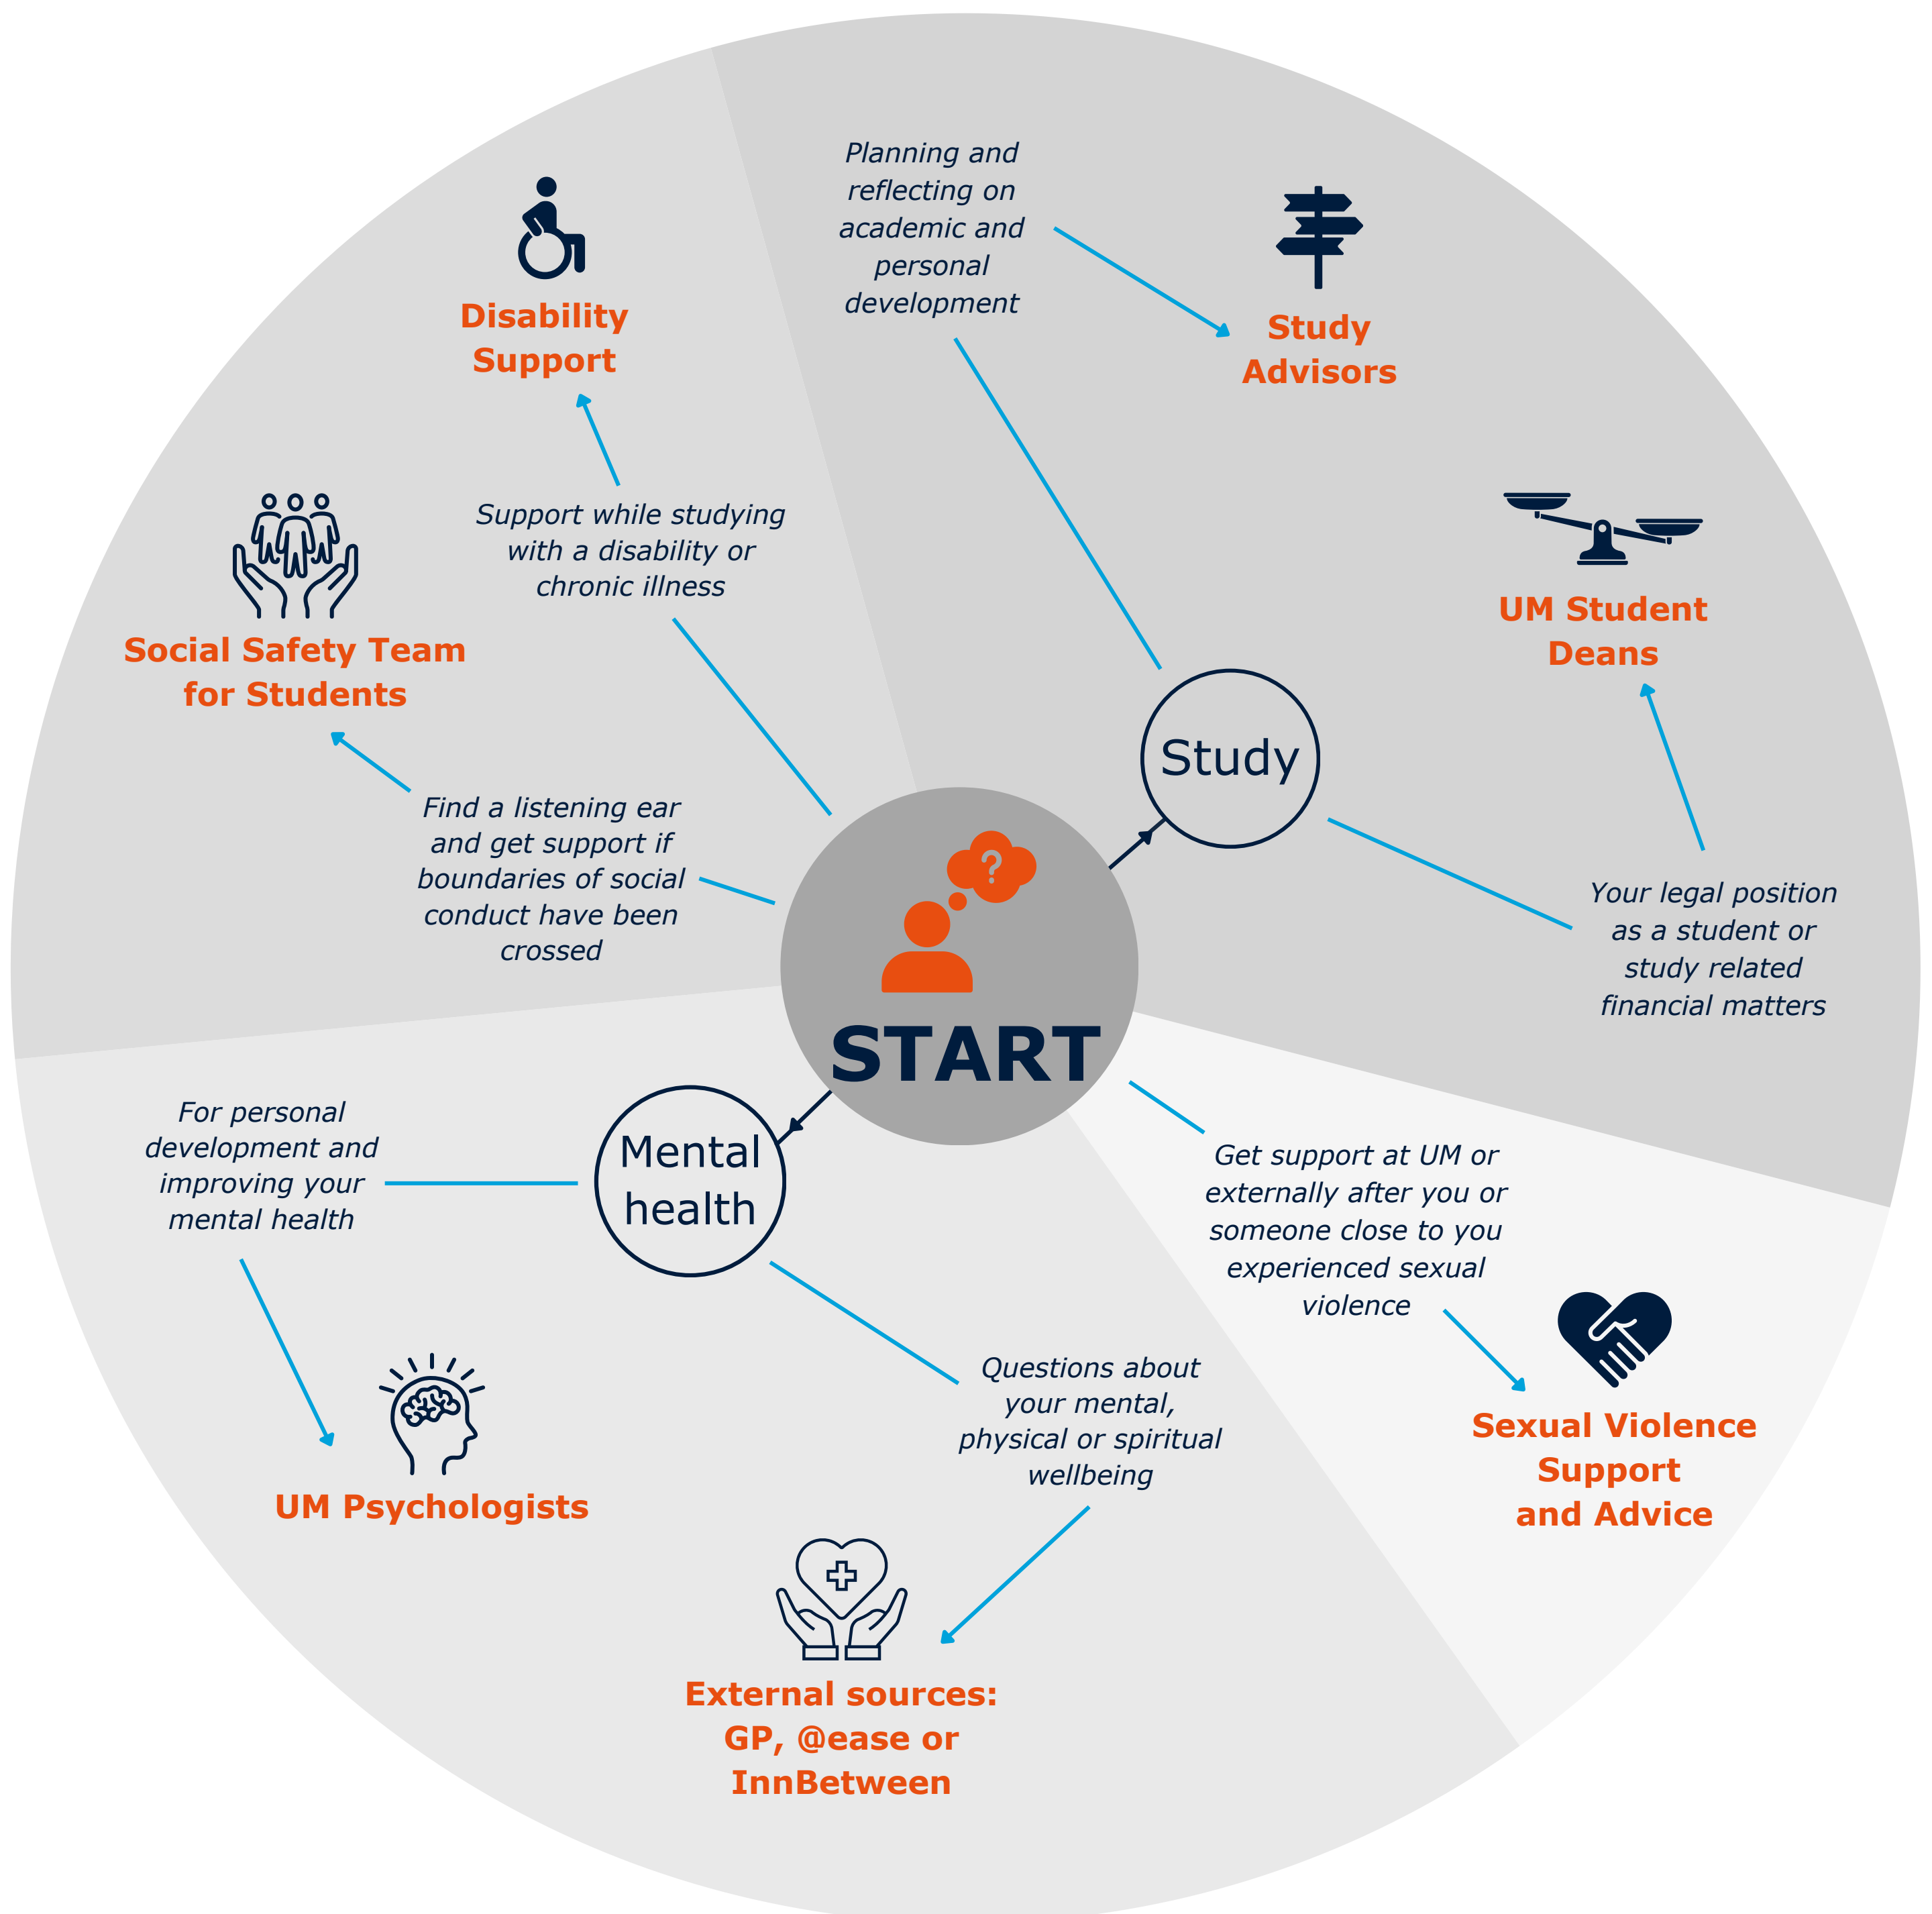 Planning and
reflecting on
academic and
personal
development
Study
Advisors
Disability
Support
Support while studying
with a disability or
chronic illness
Social Safety Team
for Students
Find a listening ear
and get support if
boundaries of social
conduct have been
crossed
UM Student
Deans
Study
Your legal position
as a student or
study related
financial matters
?
START
Mental
health
For personal
development and
improving your
mental health
UM Psychologists
Get support at UM or
externally after you or
someone close to you
experienced sexual
violence
Sexual Violence
Support
and Advice
Questions about
your mental,
physical or spiritual
wellbeing
External sources:
GP, @ease or
InnBetween